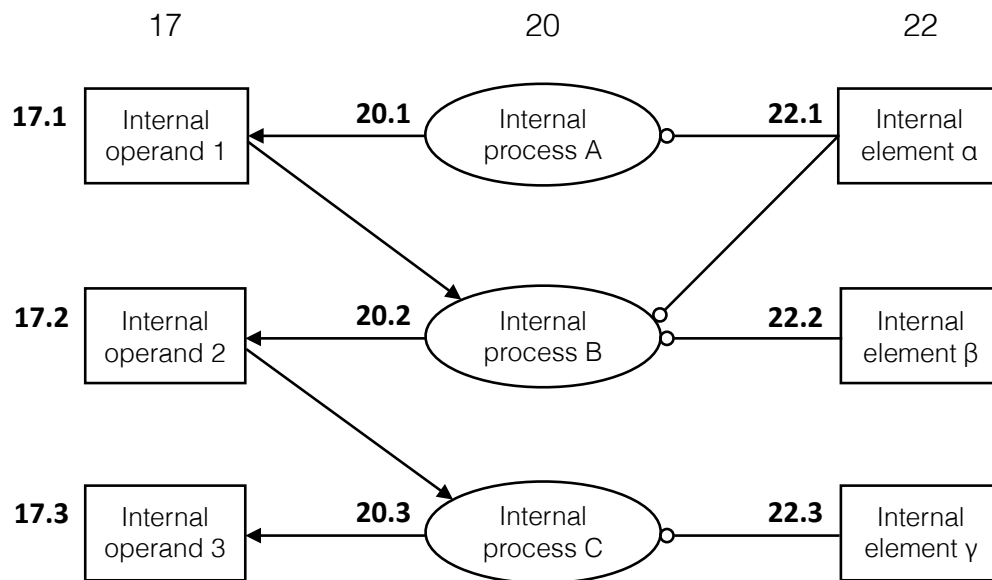 17 20 22
17.1 Internal operand 1 20.1 Internal process A 22.1 Internal element α
17.2 Internal operand 2 20.2 Internal process B 22.2 Internal element β
17.3 Internal operand 3 20.3 Internal process C 22.3 Internal element γ